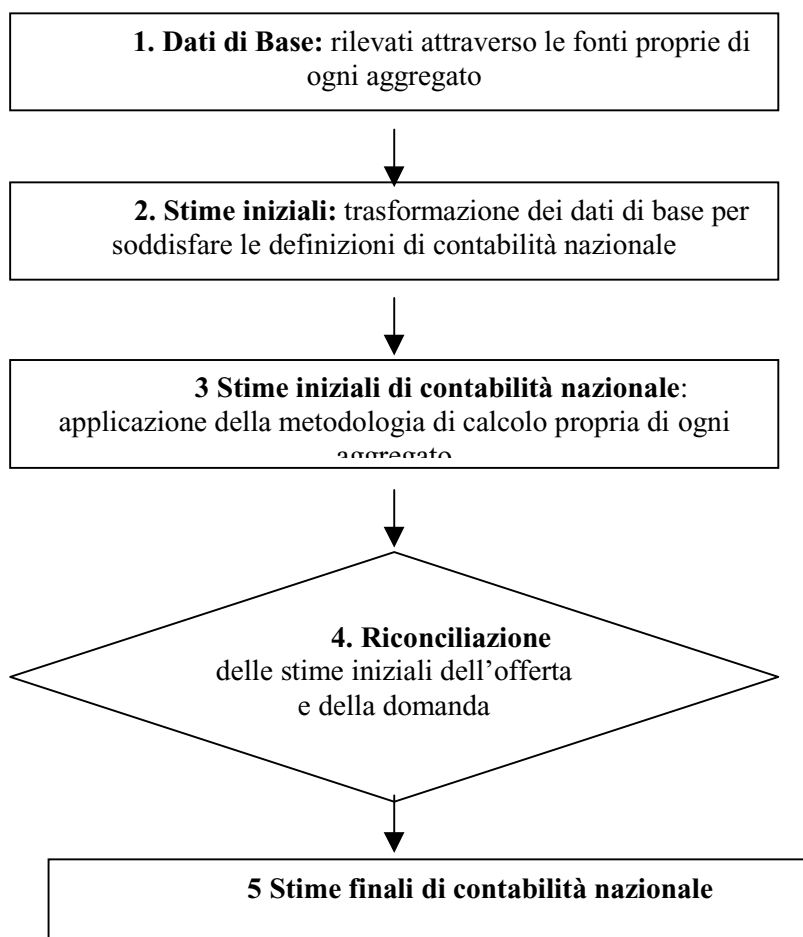 1. Dati di Base: rilevati attraverso le fonti proprie di
ogni aggregato
2. Stime iniziali: trasformazione dei dati di base per
soddisfare le definizioni di contabilità nazionale
3 Stime iniziali di contabilità nazionale:
applicazione della metodologia di calcolo propria di ogni
aggregato
4. Riconciliazione
delle stime iniziali dell’offerta
e della domanda
5 Stime finali di contabilità nazionale